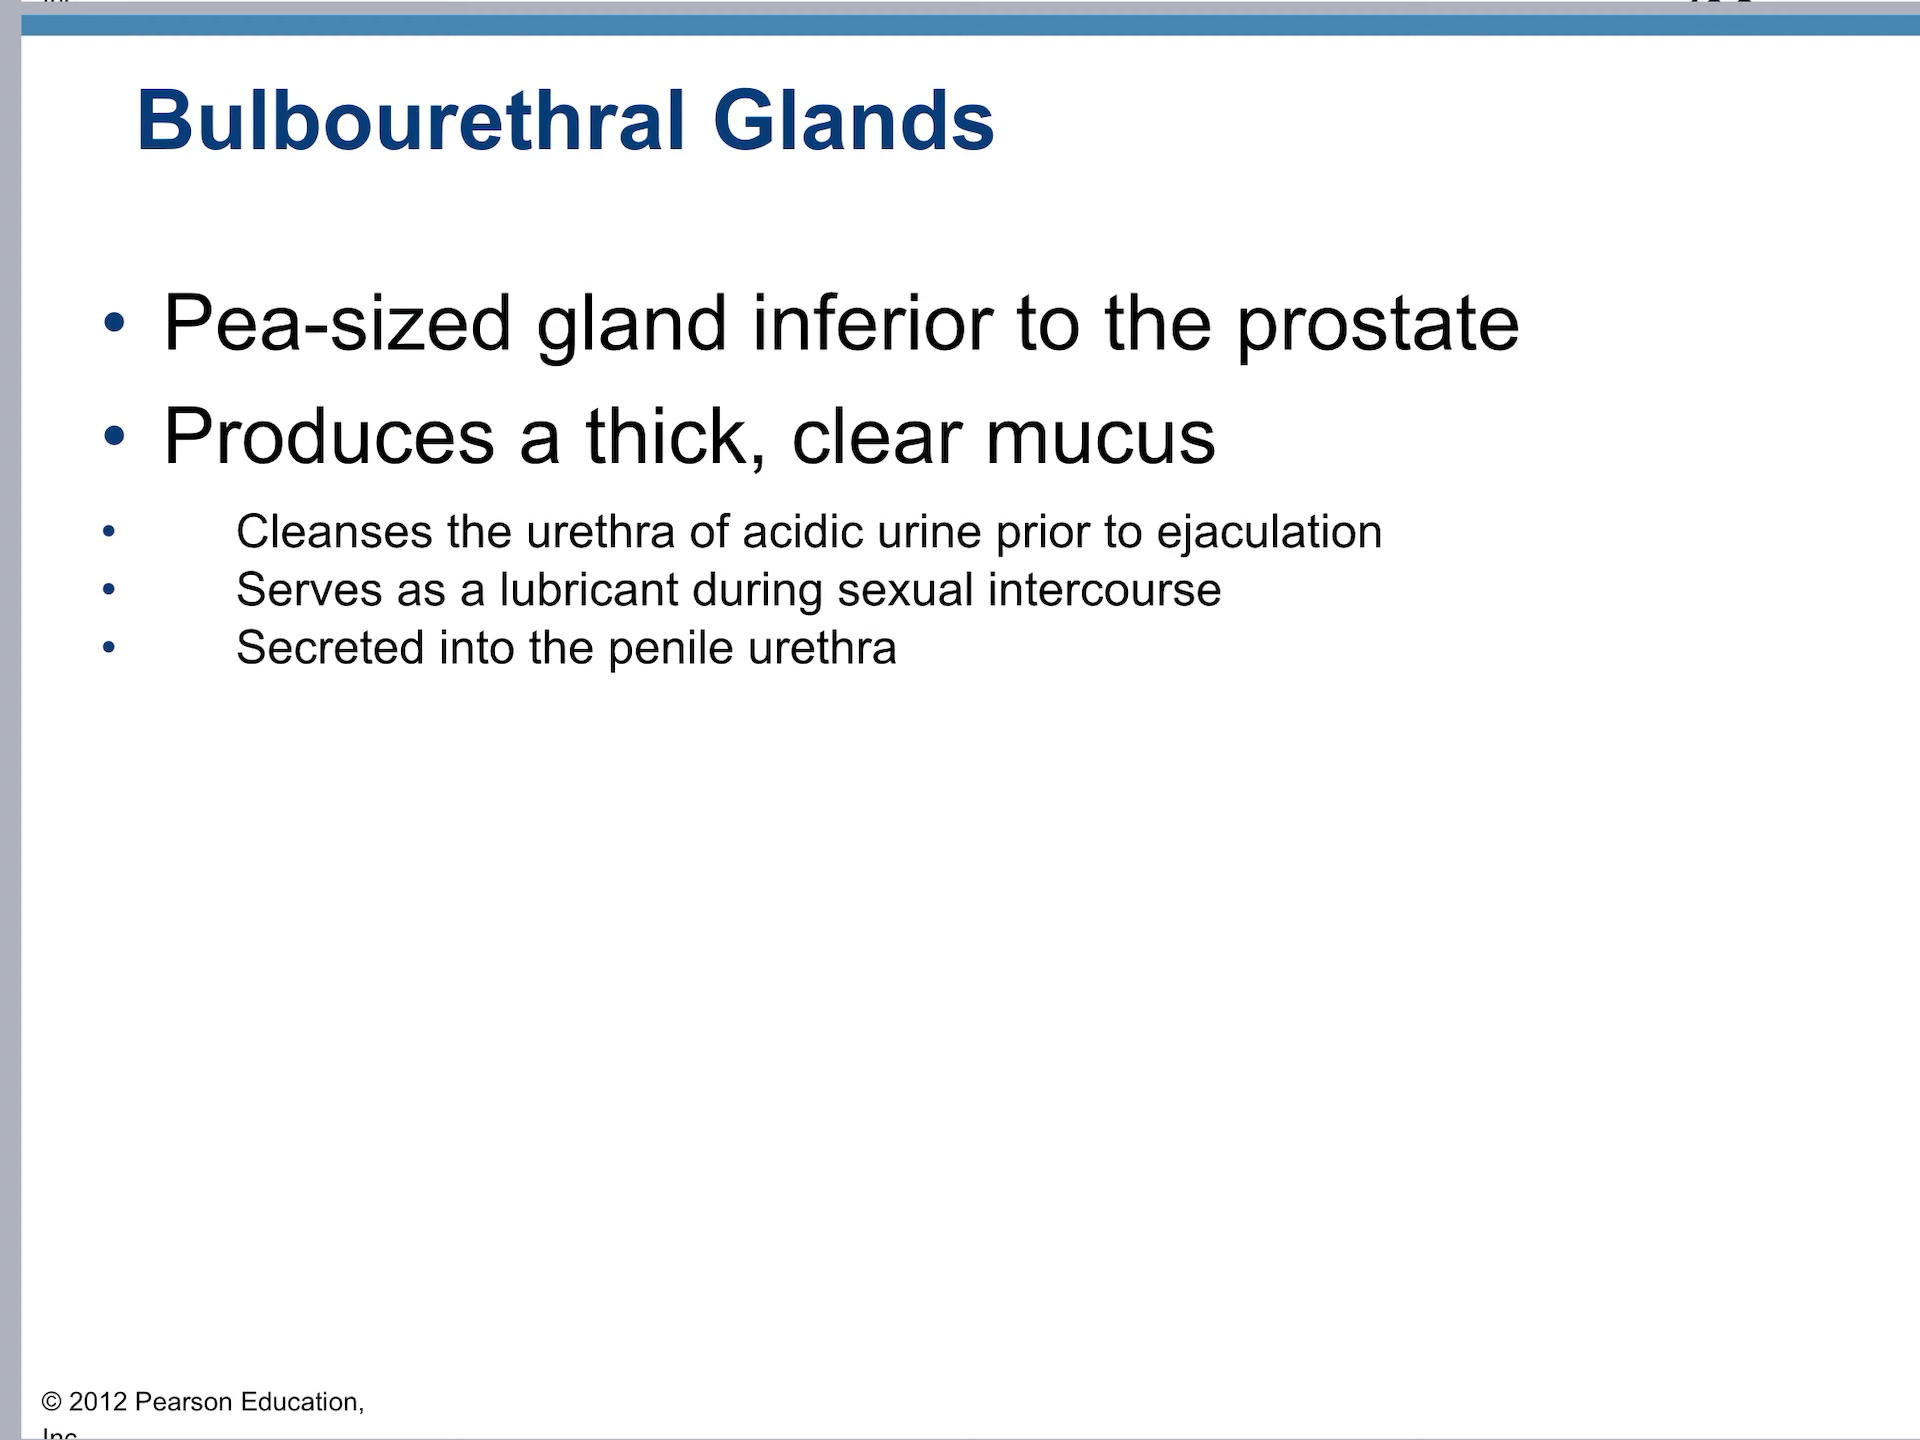 Bulbourethral Glands
• Pea-sized gland inferior to the prostate
• Produces a thick, clear mucus
• Cleanses the urethra of acidic urine prior to ejaculation
• Serves as a lubricant during sexual intercourse
• Secreted into the penile urethra
© 2012 Pearson Education,